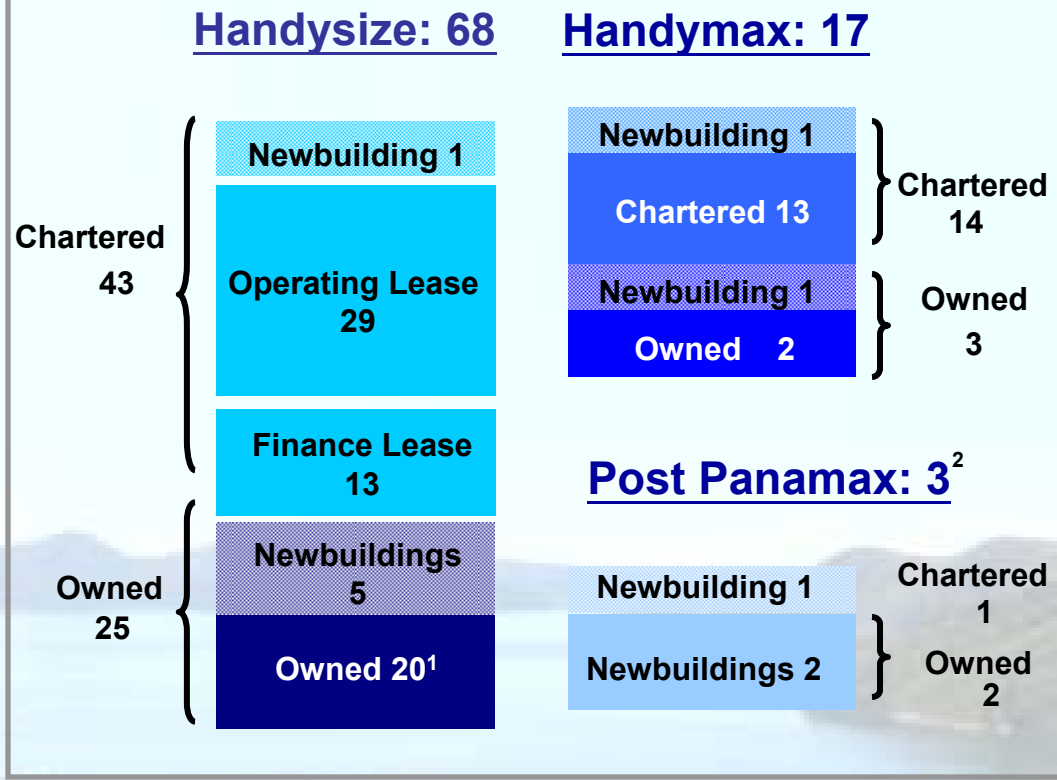 Handysize: 68
Chartered
43
Newbuilding 1
Operating Lease
29
Finance Lease
13
Owned
25
Newbuildings
5
Owned 20¹
Handymax: 17
Newbuilding 1
Chartered 13
Chartered
14
Newbuilding 1
Owned 2
Owned
3
Post Panamax: 3²
Newbuilding 1
Chartered
1
Newbuildings 2
Owned
2